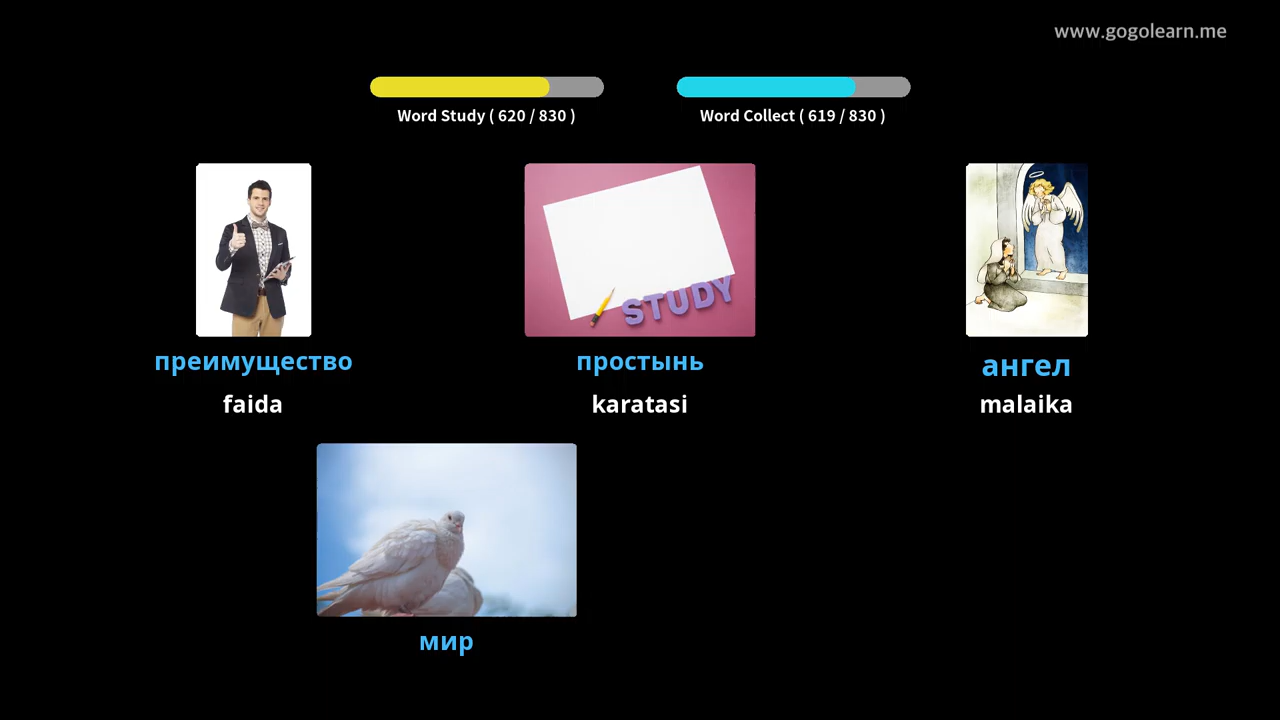 www.gogolearn.me
Word Study ( 620 / 830 )
Word Collect ( 619 / 830 )
STUDY
преимущество
простынь
ангел
faida
karatasi
malaika
мир